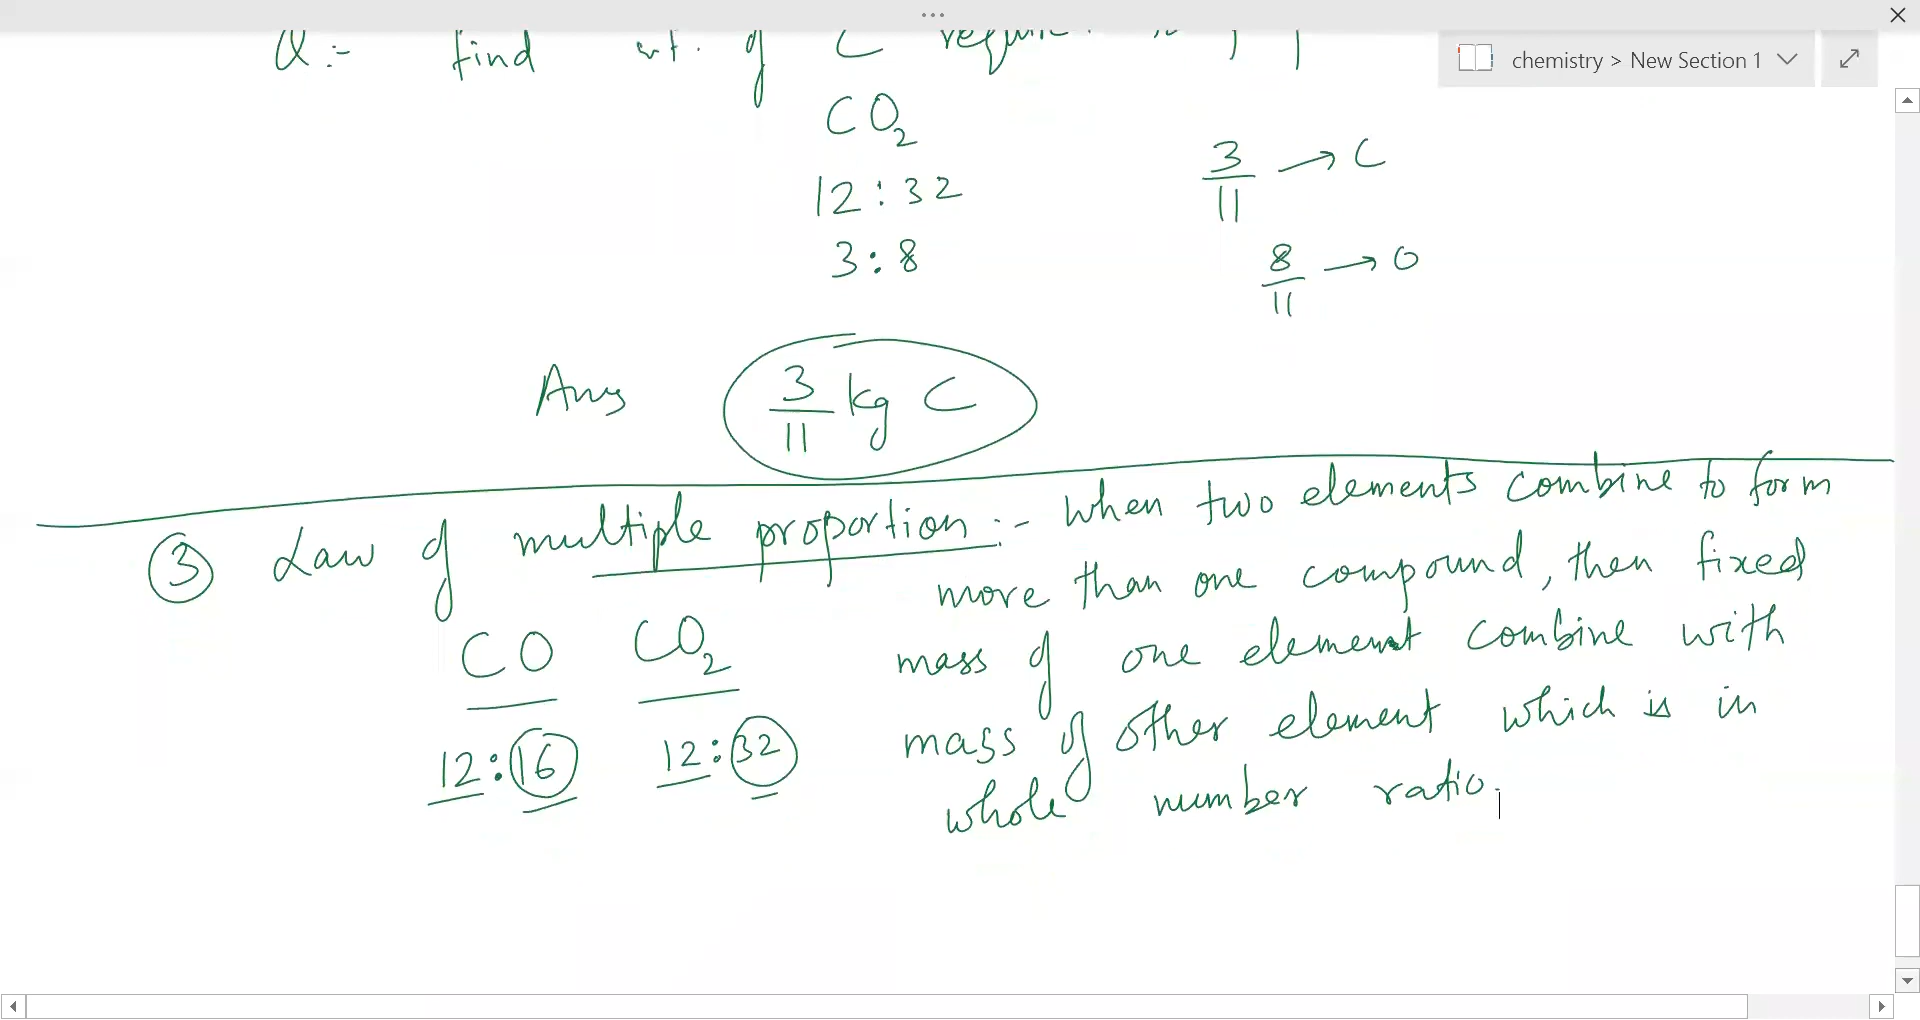 chemistry > New Section 1
Q :- find wt. of C
CO2
12 : 32
3 : 8
3/11 → C
8/11 → O
Ans 3/11 kg C
③ Law of multiple proportion :- When two elements combine to form
more than one compound, then fixed
mass of one element combine with
mass of other element which is in
whole number ratio.
CO CO2
12 : 16 12 : 32